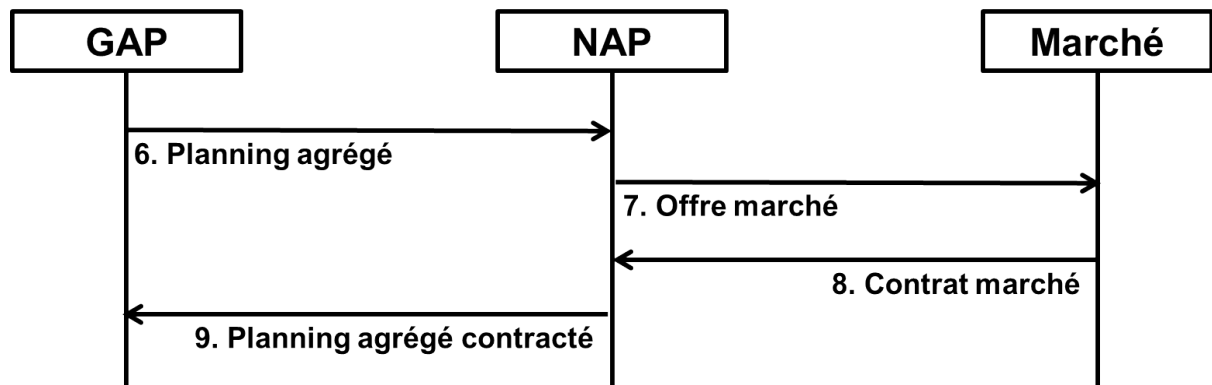 GAP
NAP
Marché
6. Planning agrégé
7. Offre marché
8. Contrat marché
9. Planning agrégé contracté